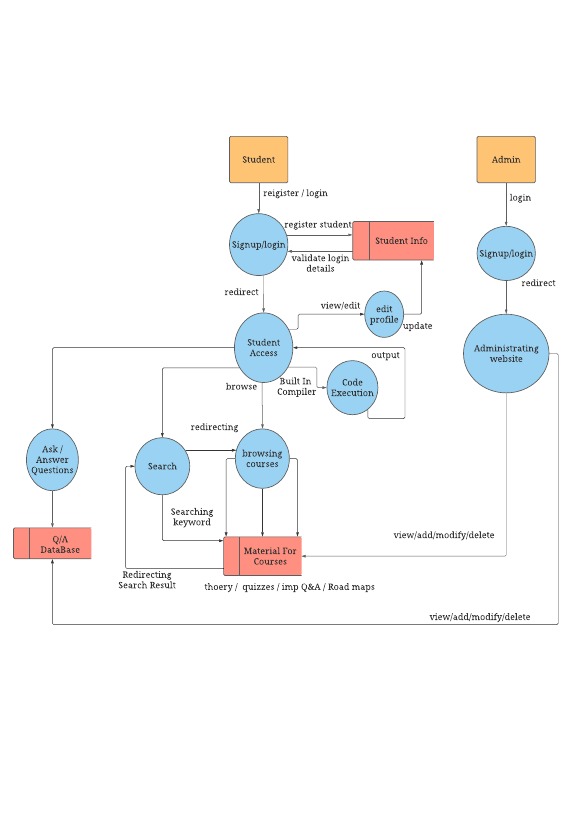 Student
Admin
reigister / login
login
register student
Signup/login
Student Info
Signup/login
validate login
details
redirect
redirect
view/edit
edit
profile
update
Student
Access
output
Administrating
website
browse
Built In
Compiler
Code
Execution
redirecting
Ask /
Answer
Questions
Search
browsing
courses
Searching
keyword
view/add/modify/delete
Q/A
DataBase
Material For
Courses
Redirecting
Search Result
thoery / quizzes / imp Q&A / Road maps
view/add/modify/delete